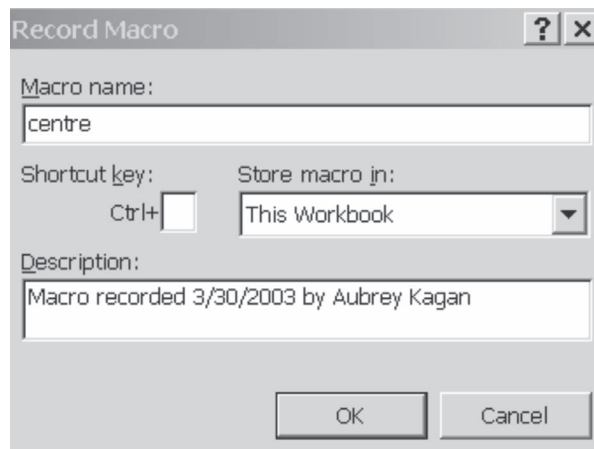 Record Macro ? ×
Macro name:
centre
Shortcut key: Store macro in:
Ctrl+ This Workbook
Description:
Macro recorded 3/30/2003 by Aubrey Kagan
OK Cancel